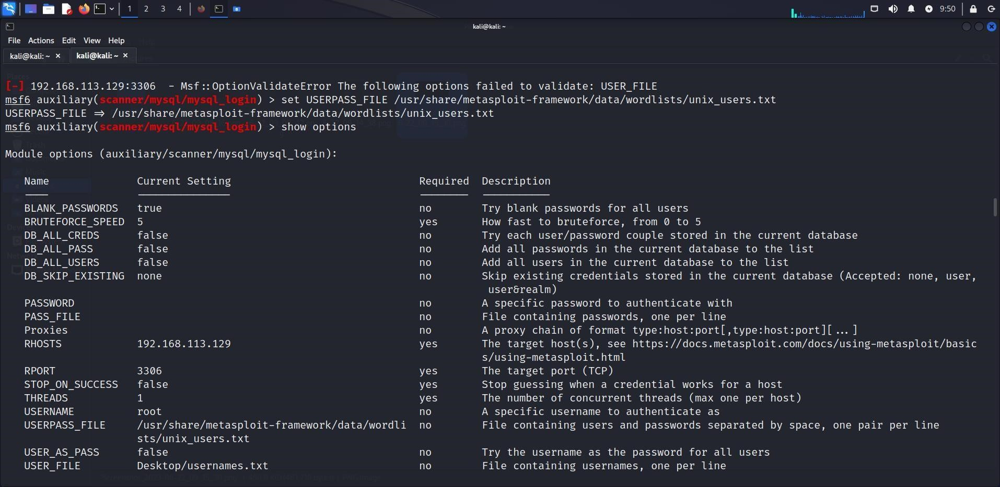 1 2 3 4 9:50
kali@kali: ~
File Actions Edit View Help
kali@kali: ~ × kali@kali: ~ ×
[-] 192.168.113.129:3306 - Msf::OptionValidateError The following options failed to validate: USER_FILE
msf6 auxiliary(scanner/mysql/mysql_login) > set USERPASS_FILE /usr/share/metasploit-framework/data/wordlists/unix_users.txt
USERPASS_FILE ⇒ /usr/share/metasploit-framework/data/wordlists/unix_users.txt
msf6 auxiliary(scanner/mysql/mysql_login) > show options
Module options (auxiliary/scanner/mysql/mysql_login):
Name Current Setting Required Description
BLANK_PASSWORDS true no Try blank passwords for all users
BRUTEFORCE_SPEED 5 yes How fast to bruteforce, from 0 to 5
DB_ALL_CREDS false no Try each user/password couple stored in the current database
DB_ALL_PASS false no Add all passwords in the current database to the list
DB_ALL_USERS false no Add all users in the current database to the list
DB_SKIP_EXISTING none no Skip existing credentials stored in the current database (Accepted: none, user,
user&realm)
PASSWORD no A specific password to authenticate with
PASS_FILE no File containing passwords, one per line
Proxies no A proxy chain of format type:host:port[,type:host:port][...]
RHOSTS 192.168.113.129 yes The target host(s), see https://docs.metasploit.com/docs/using-metasploit/basic
s/using-metasploit.html
RPORT 3306 yes The target port (TCP)
STOP_ON_SUCCESS false yes Stop guessing when a credential works for a host
THREADS 1 yes The number of concurrent threads (max one per host)
USERNAME root no A specific username to authenticate as
USERPASS_FILE /usr/share/metasploit-framework/data/wordli no File containing users and passwords separated by space, one pair per line
sts/unix_users.txt
USER_AS_PASS false no Try the username as the password for all users
USER_FILE Desktop/usernames.txt no File containing usernames, one per line